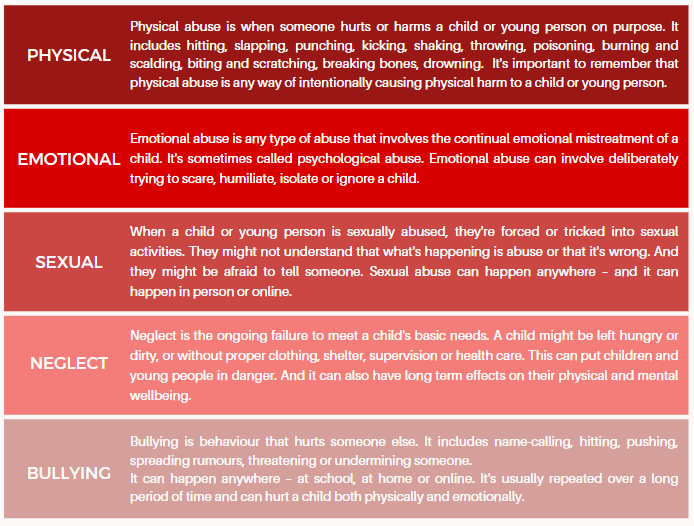 PHYSICAL
Physical abuse is when someone hurts or harms a child or young person on purpose. It
includes hitting, slapping, punching, kicking, shaking, throwing, poisoning, burning and
scalding, biting and scratching, breaking bones, drowning. It's important to remember that
physical abuse is any way of intentionally causing physical harm to a child or young person.
EMOTIONAL
Emotional abuse is any type of abuse that involves the continual emotional mistreatment of a
child. It's sometimes called psychological abuse. Emotional abuse can involve deliberately
trying to scare, humiliate, isolate or ignore a child.
SEXUAL
When a child or young person is sexually abused, they're forced or tricked into sexual
activities. They might not understand that what's happening is abuse or that it's wrong. And
they might be afraid to tell someone. Sexual abuse can happen anywhere – and it can
happen in person or online.
NEGLECT
Neglect is the ongoing failure to meet a child's basic needs. A child might be left hungry or
dirty, or without proper clothing, shelter, supervision or health care. This can put children and
young people in danger. And it can also have long term effects on their physical and mental
wellbeing.
BULLYING
Bullying is behaviour that hurts someone else. It includes name-calling, hitting, pushing,
spreading rumours, threatening or undermining someone.
It can happen anywhere – at school, at home or online. It's usually repeated over a long
period of time and can hurt a child both physically and emotionally.